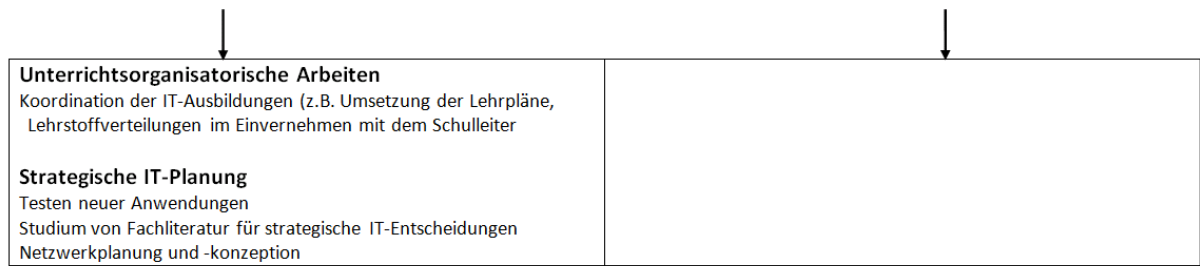 Unterrichtsorganisatorische Arbeiten
Koordination der IT-Ausbildungen (z.B. Umsetzung der Lehrpläne,
Lehrstoffverteilungen im Einvernehmen mit dem Schulleiter
Strategische IT-Planung
Testen neuer Anwendungen
Studium von Fachliteratur für strategische IT-Entscheidungen
Netzwerkplanung und -konzeption